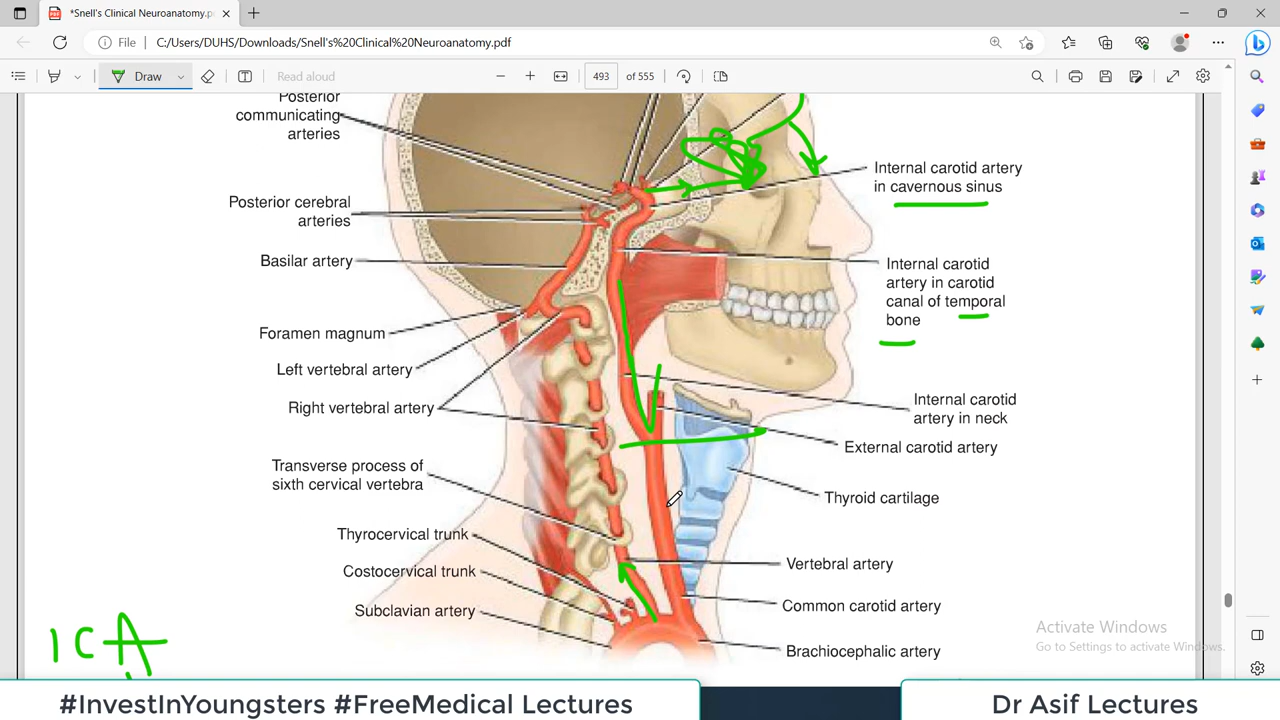 *Snell's Clinical Neuroanatomy.p
File
C:/Users/DUHS/Downloads/Snell's%20Clinical%20Neuroanatomy.pdf
Draw
Read aloud
493
of 555
Posterior
communicating
arteries
Posterior cerebral
arteries
Basilar artery
Foramen magnum
Left vertebral artery
Right vertebral artery
Transverse process of
sixth cervical vertebra
Thyrocervical trunk
Costocervical trunk
Subclavian artery
Internal carotid artery
in cavernous sinus
Internal carotid
artery in carotid
canal of temporal
bone
Internal carotid
artery in neck
External carotid artery
Thyroid cartilage
Vertebral artery
Common carotid artery
Brachiocephalic artery
ICA
Activate Windows
Go to Settings to activate Windows.
#InvestInYoungsters #FreeMedical Lectures
Dr Asif Lectures